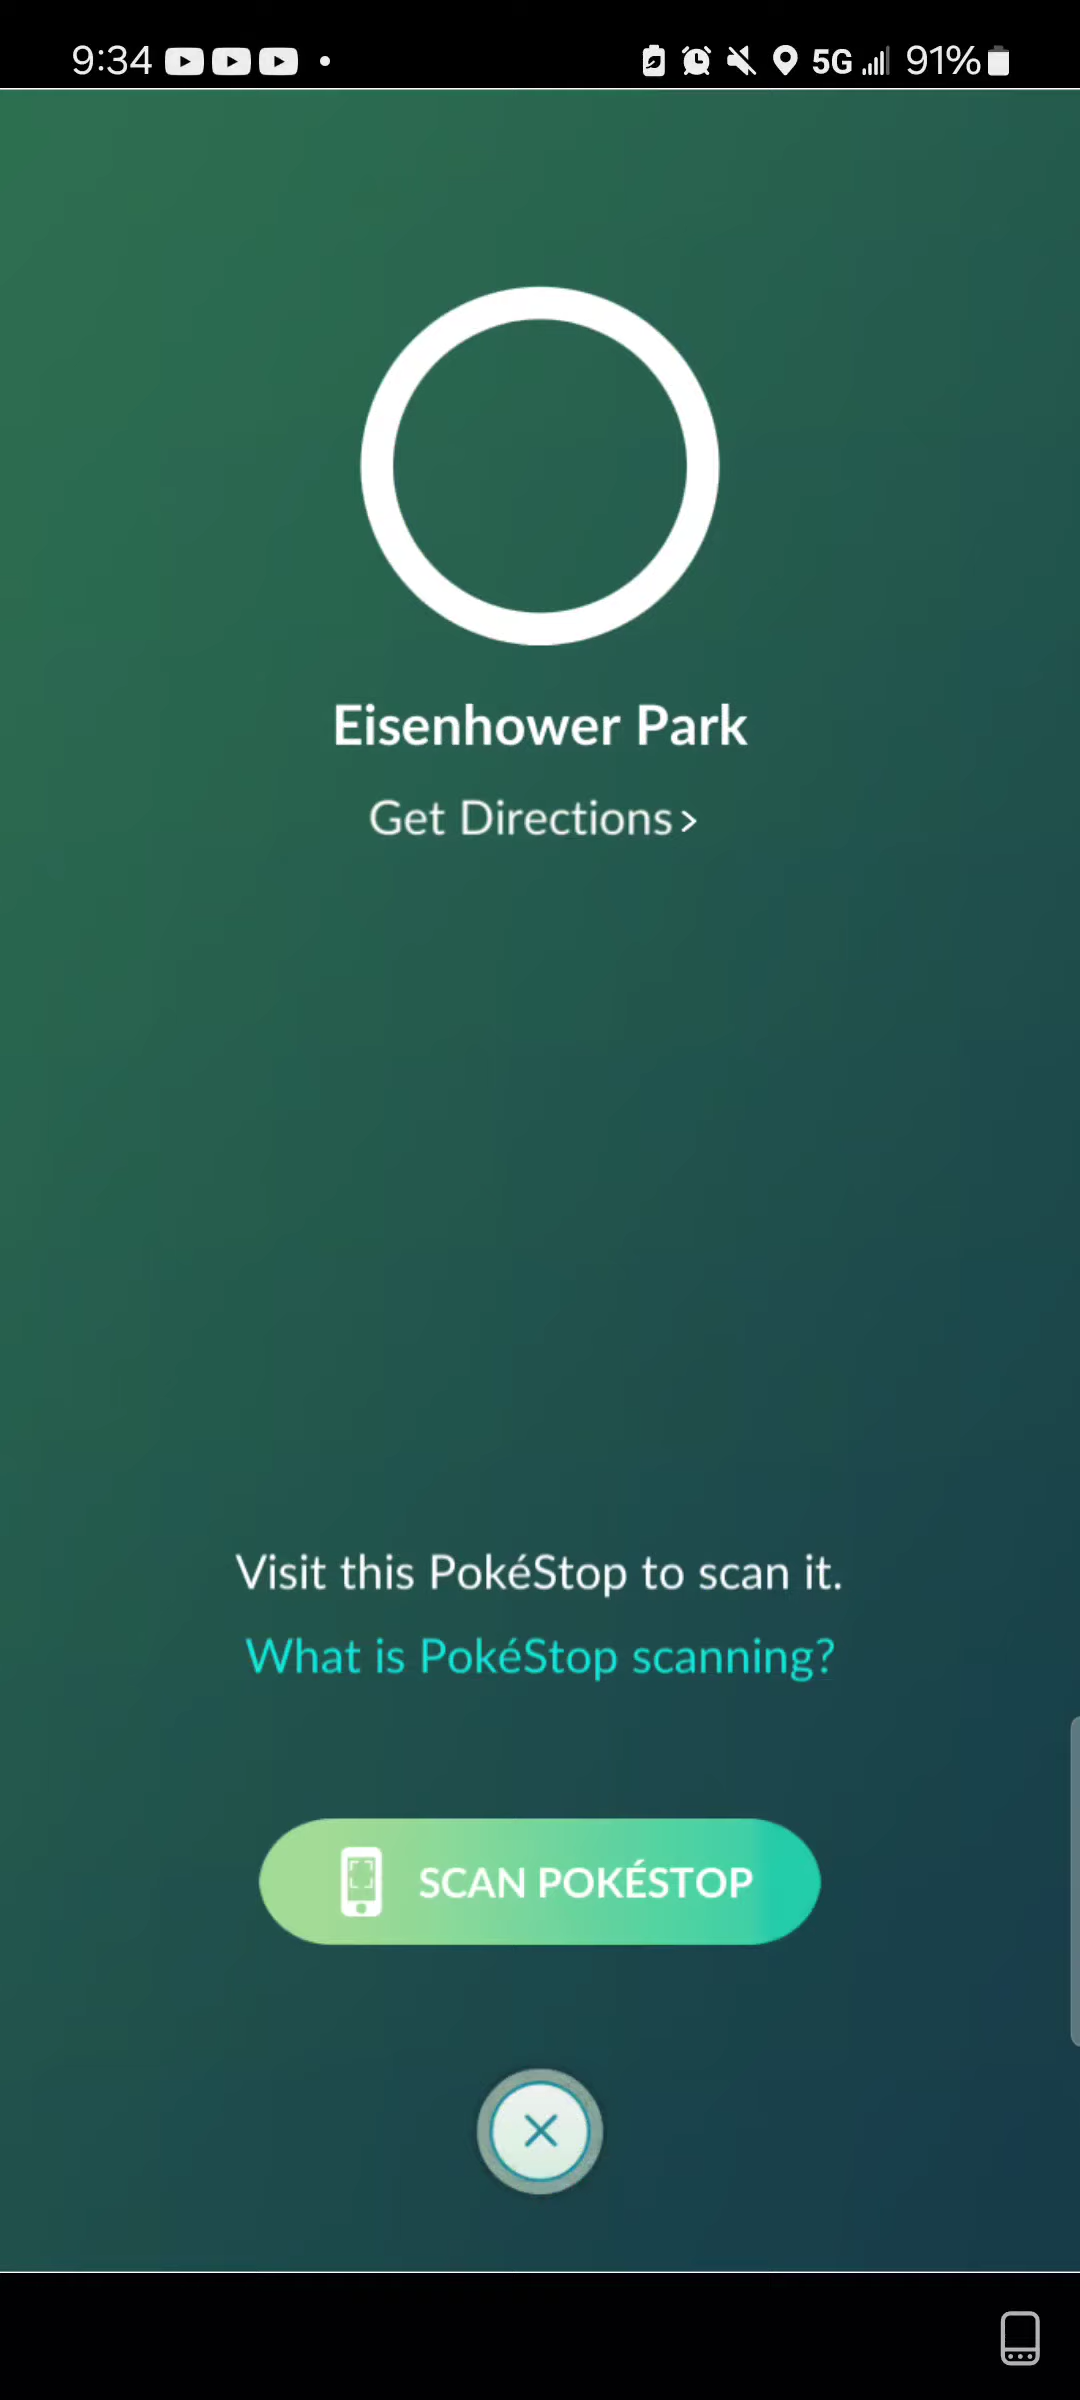 9:34
5G 91%
Eisenhower Park
Get Directions >
Visit this PokéStop to scan it.
What is PokéStop scanning?
SCAN POKÉSTOP